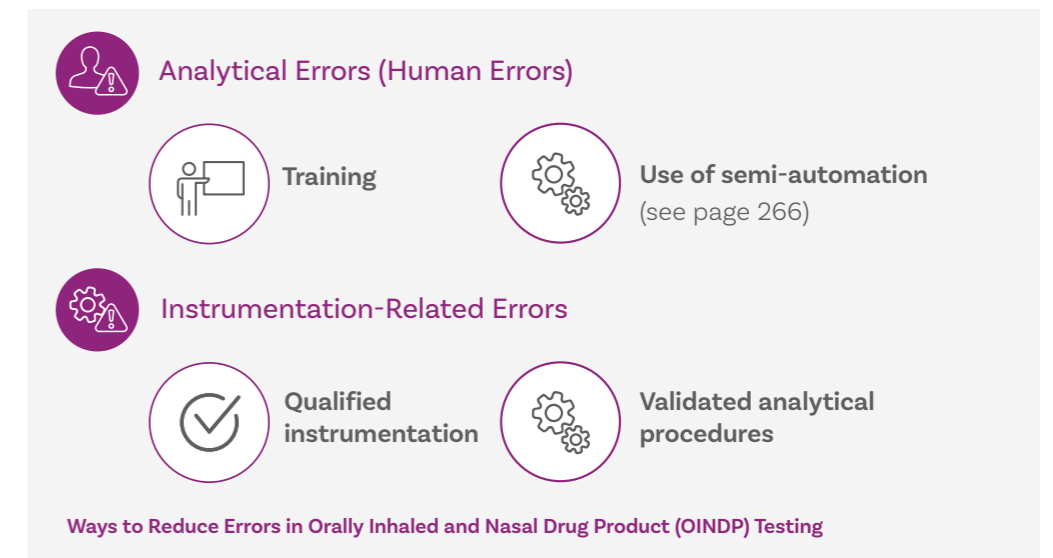 Analytical Errors (Human Errors)
Training
Use of semi-automation
(see page 266)
Instrumentation-Related Errors
Qualified
instrumentation
Validated analytical
procedures
Ways to Reduce Errors in Orally Inhaled and Nasal Drug Product (OINDP) Testing